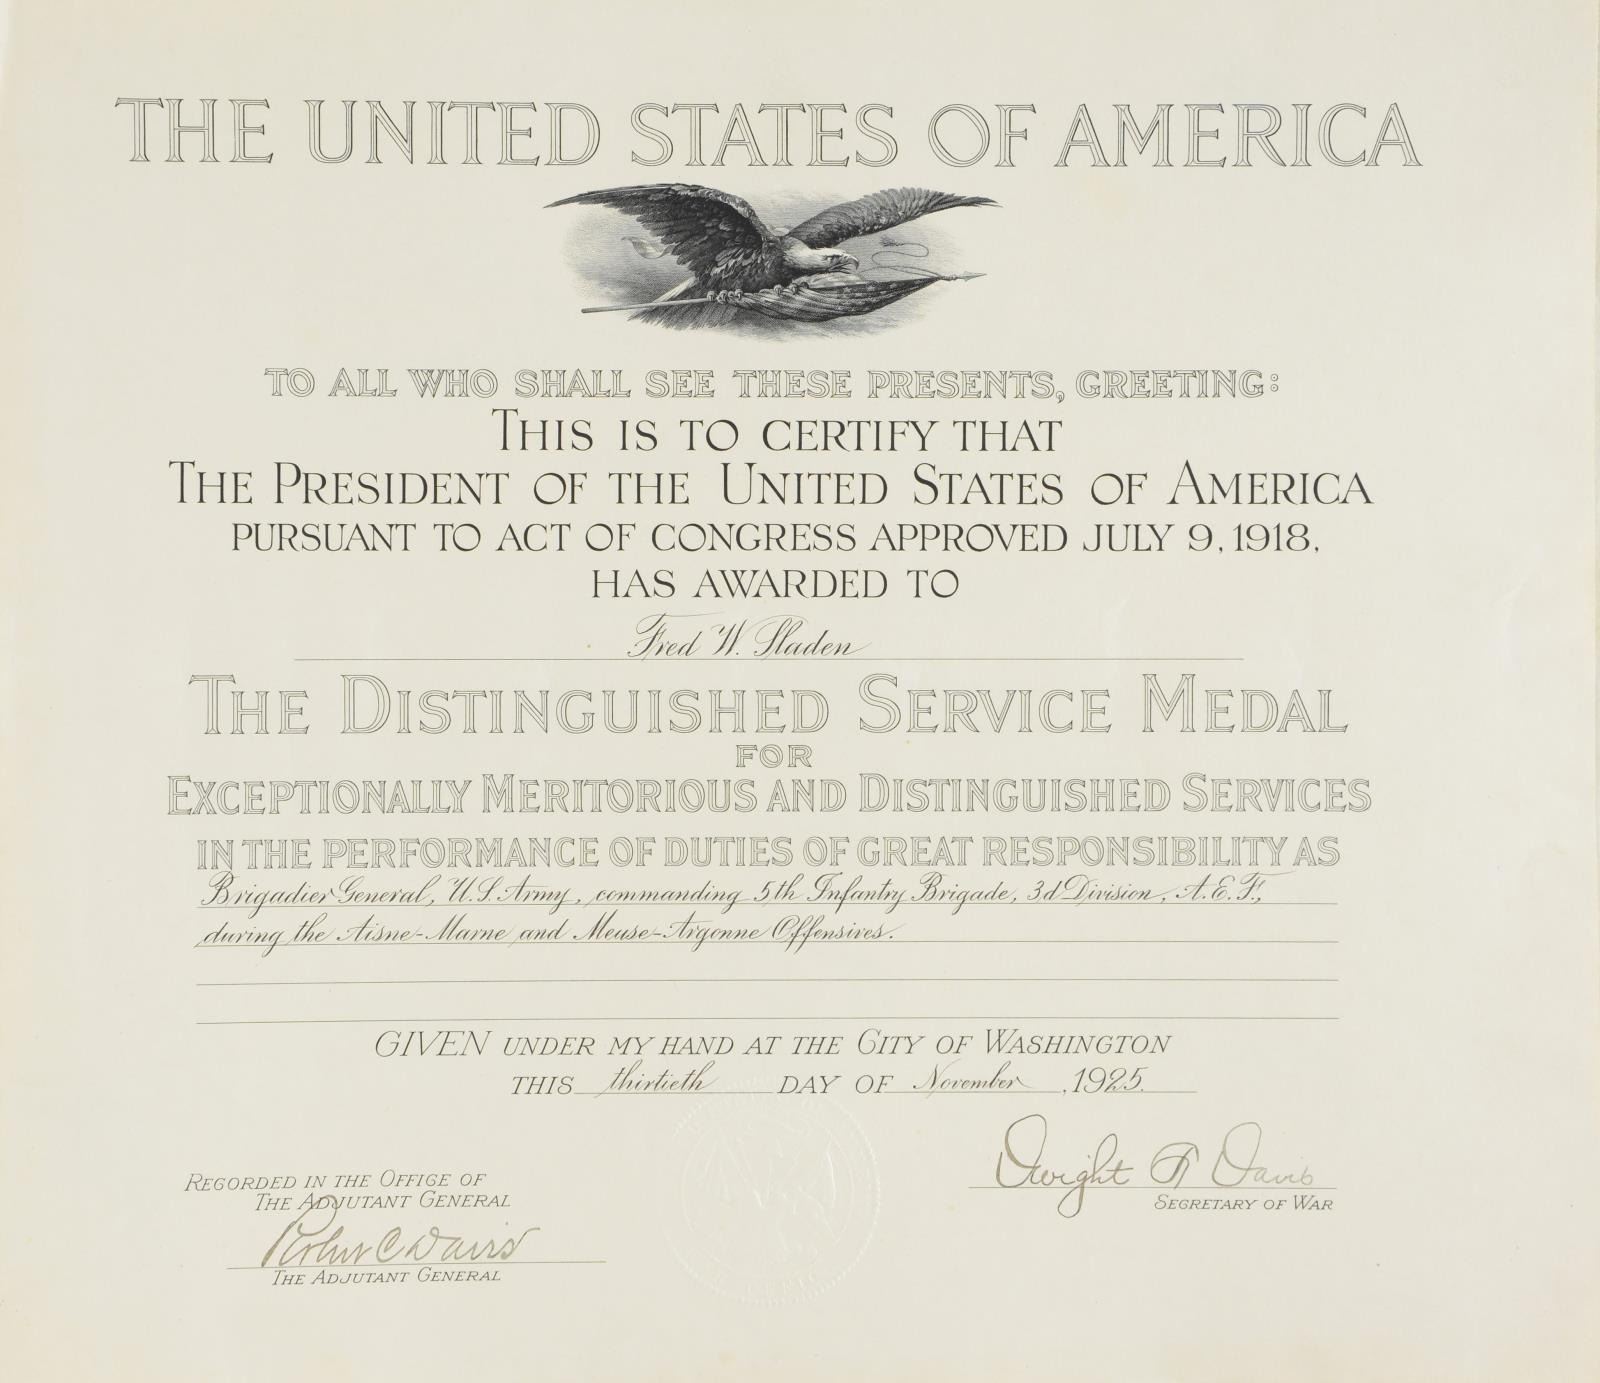 THE UNITED STATES OF AMERICA
TO ALL WHO SHALL SEE THESE PRESENTS, GREETING:
THIS IS TO CERTIFY THAT
THE PRESIDENT OF THE UNITED STATES OF AMERICA
PURSUANT TO ACT OF CONGRESS APPROVED JULY 9, 1918,
HAS AWARDED TO
Fred W. Sladen
THE DISTINGUISHED SERVICE MEDAL
FOR
EXCEPTIONALLY MERITORIOUS AND DISTINGUISHED SERVICES
IN THE PERFORMANCE OF DUTIES OF GREAT RESPONSIBILITY AS
Brigadier General, U.S. Army, commanding 5th Infantry Brigade, 3d Division, A.E.F.,
during the Aisne-Marne and Meuse-Argonne Offensives.
GIVEN UNDER MY HAND AT THE CITY OF WASHINGTON
THIS thirtieth DAY OF November, 1925.
Dwight F Davis
SECRETARY OF WAR
RECORDED IN THE OFFICE OF
THE ADJUTANT GENERAL
Robert C Davis
THE ADJUTANT GENERAL